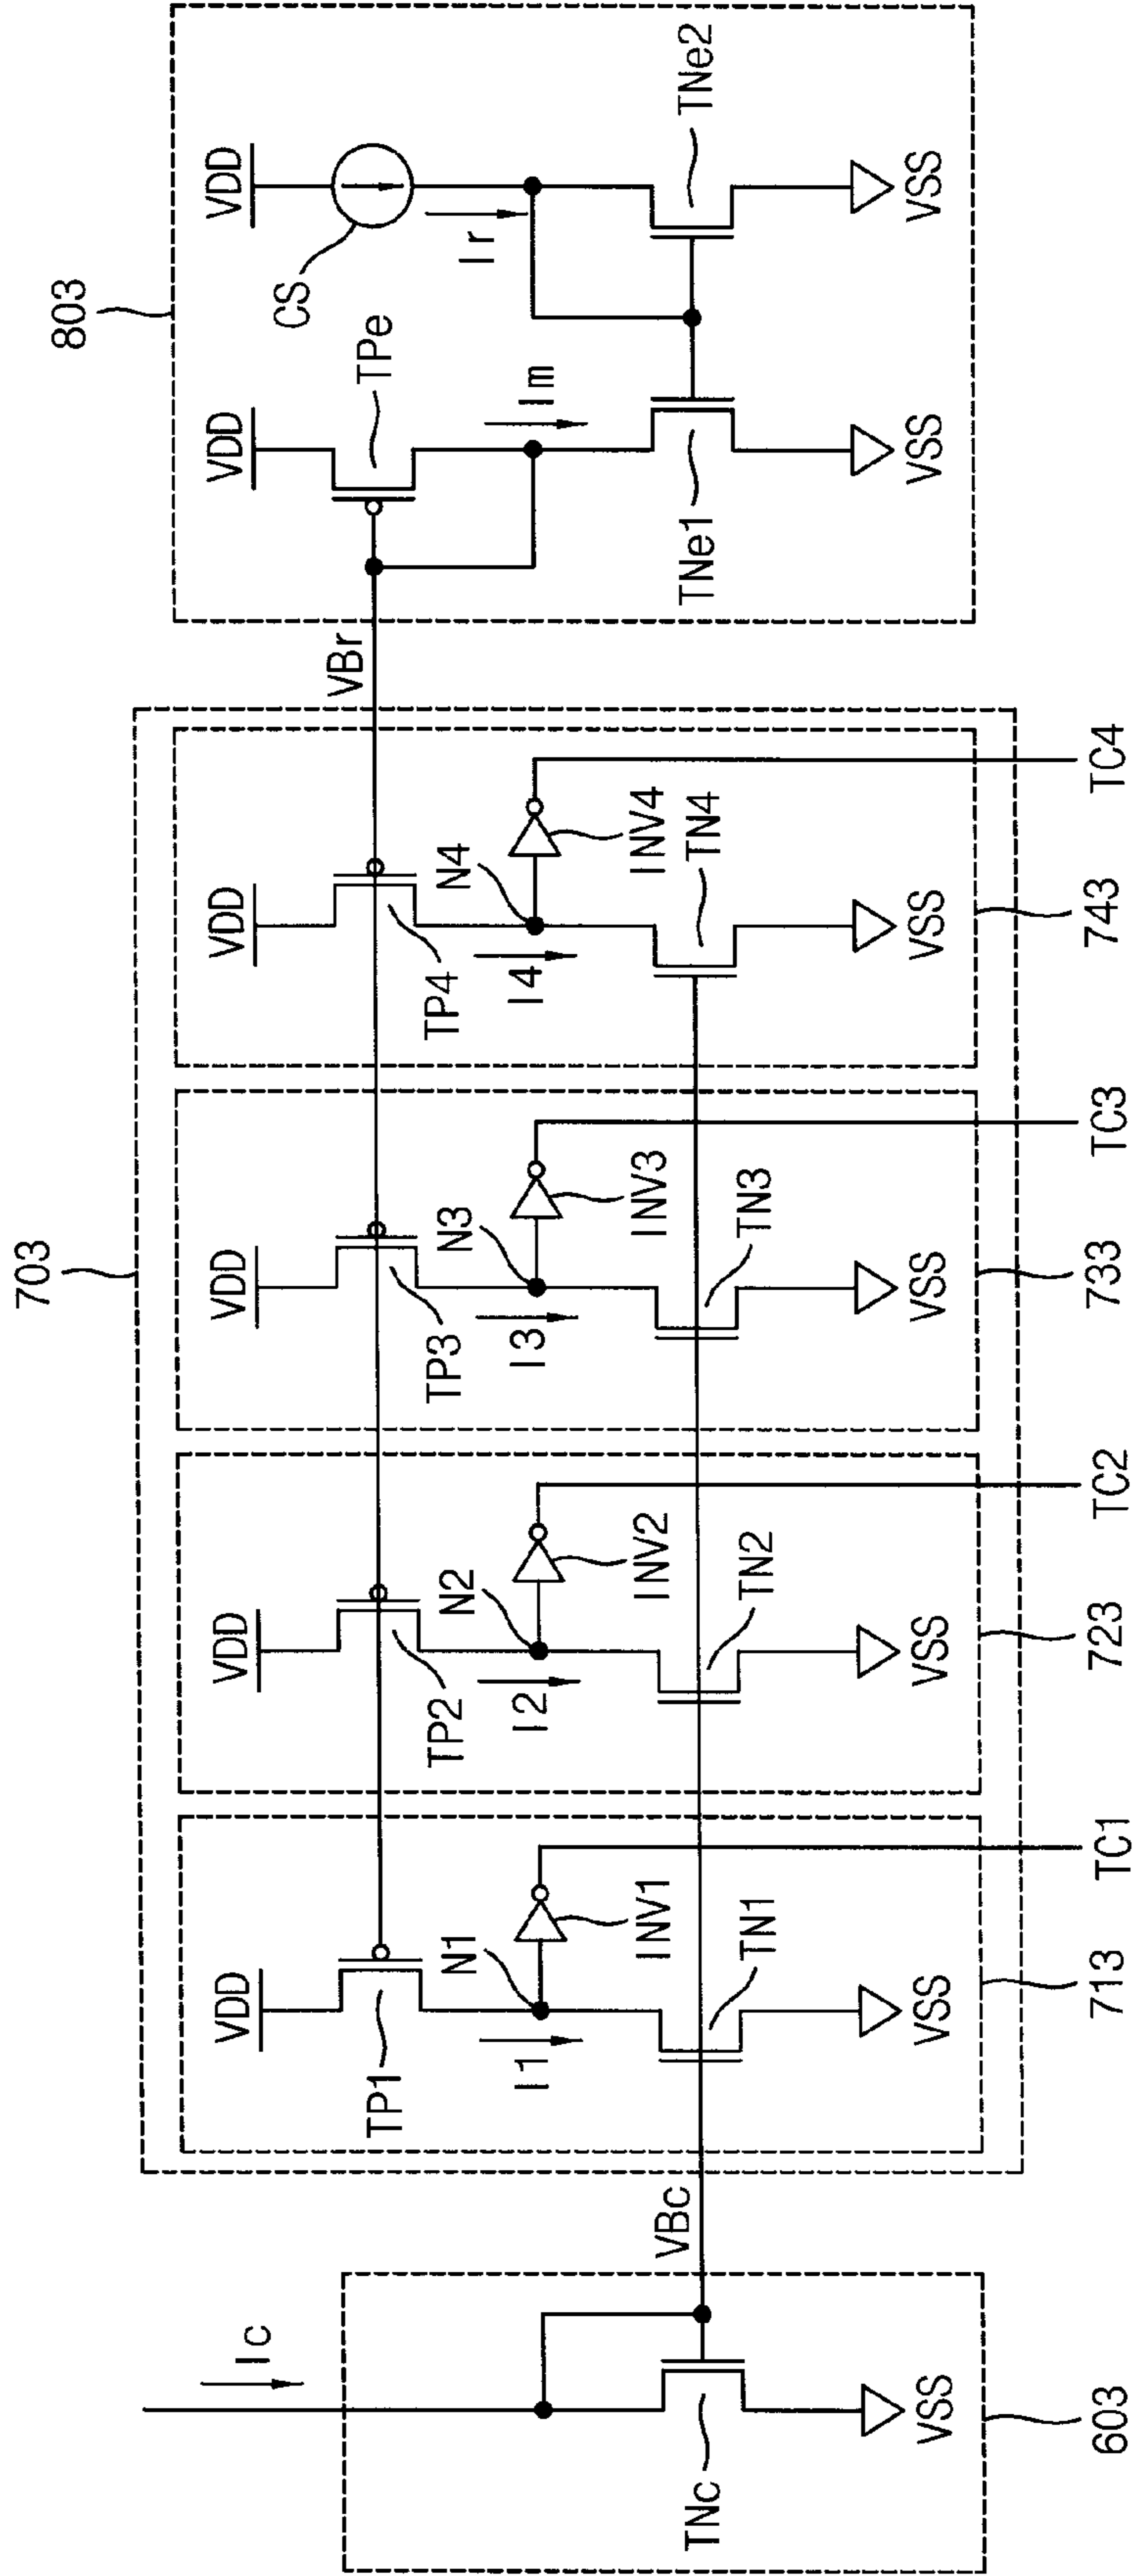 703
803
Ic
TNc
VSS
603
VBc
VDD
TP1
N1
I1
INV1
TN1
VSS
713
TC1
VDD
TP2
N2
I2
INV2
TN2
VSS
723
TC2
VDD
TP3
N3
I3
INV3
TN3
VSS
733
TC3
VDD
TP4
N4
I4
INV4
TN4
VSS
743
TC4
VBr
VDD
TPe
Im
TNe1
VSS
VDD
CS
Ir
TNe2
VSS